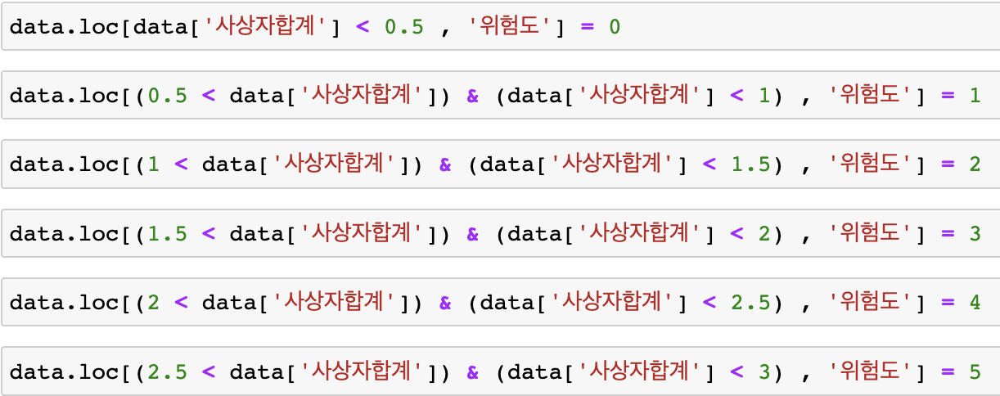 data.loc[data['사상자합계'] < 0.5 , '위험도'] = 0
data.loc[(0.5 < data['사상자합계']) & (data['사상자합계'] < 1) , '위험도'] = 1
data.loc[(1 < data['사상자합계']) & (data['사상자합계'] < 1.5) , '위험도'] = 2
data.loc[(1.5 < data['사상자합계']) & (data['사상자합계'] < 2) , '위험도'] = 3
data.loc[(2 < data['사상자합계']) & (data['사상자합계'] < 2.5) , '위험도'] = 4
data.loc[(2.5 < data['사상자합계']) & (data['사상자합계'] < 3) , '위험도'] = 5